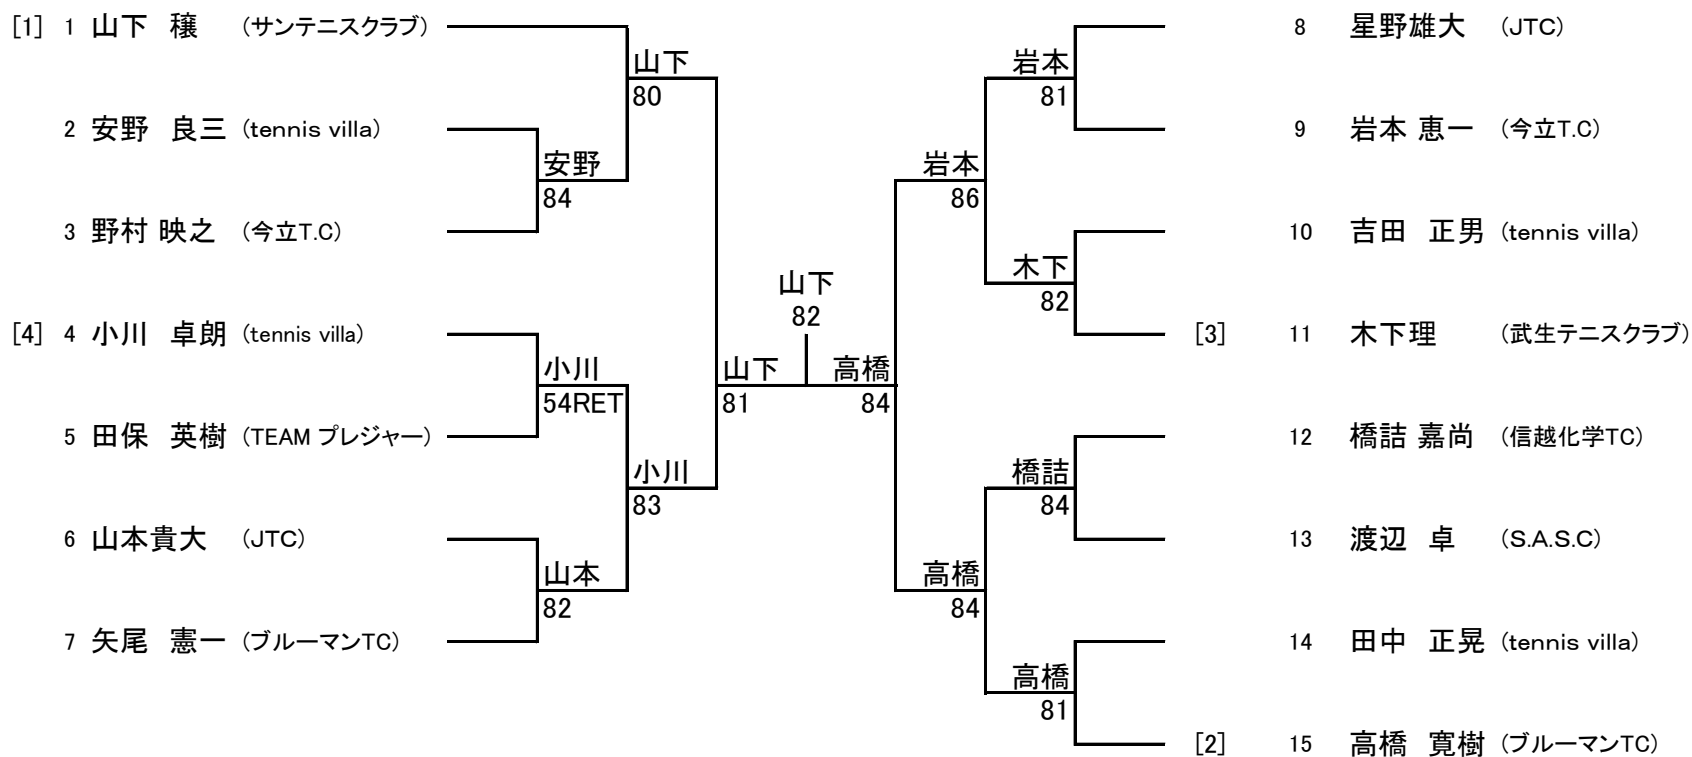 [1] 1 山下　穣 (サンテニスクラブ)
山下
80
2 安野　良三 (tennis villa)
安野
84
3 野村 映之 (今立T.C)
[4] 4 小川　卓朗 (tennis villa)
小川
54RET
5 田保　英樹 (TEAM プレジャー)
小川
83
6 山本貴大 (JTC)
山本
82
7 矢尾　憲一 (ブルーマンTC)
山下
81
山下
82
高橋
84
8 星野雄大 (JTC)
岩本
81
9 岩本 恵一 (今立T.C)
岩本
86
10 吉田　正男 (tennis villa)
木下
82
[3] 11 木下理 (武生テニスクラブ)
12 橋詰 嘉尚 (信越化学TC)
橋詰
84
13 渡辺　卓 (S.A.S.C)
高橋
84
14 田中　正晃 (tennis villa)
高橋
81
[2] 15 高橋　寛樹 (ブルーマンTC)